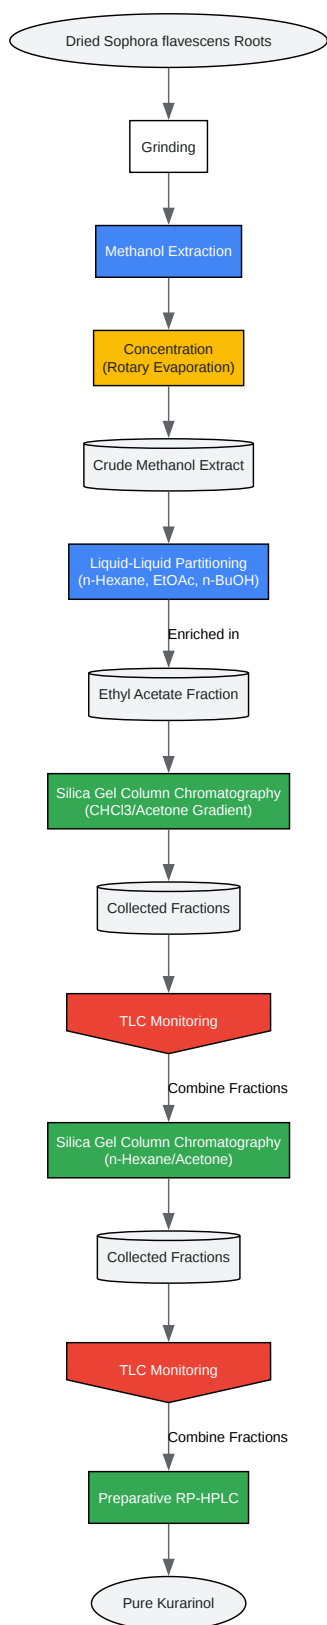 Dried Sophora flavescens Roots
Grinding
Methanol Extraction
Concentration
(Rotary Evaporation)
Crude Methanol Extract
Liquid-Liquid Partitioning
(n-Hexane, EtOAc, n-BuOH)
Enriched in
Ethyl Acetate Fraction
Silica Gel Column Chromatography
(CHCl3/Acetone Gradient)
Collected Fractions
TLC Monitoring
Combine Fractions
Silica Gel Column Chromatography
(n-Hexane/Acetone)
Collected Fractions
TLC Monitoring
Combine Fractions
Preparative RP-HPLC
Pure Kurarinol